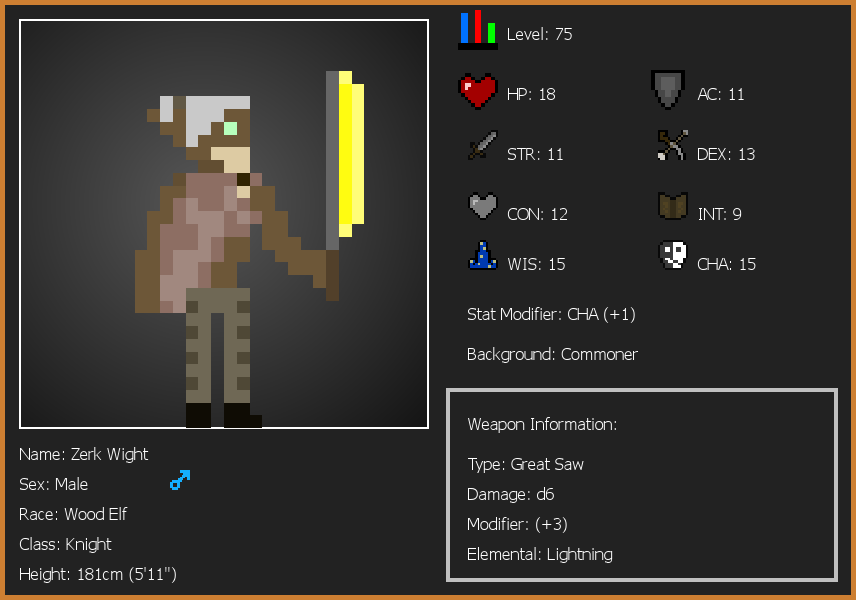 Level: 75
HP: 18
AC: 11
STR: 11
DEX: 13
CON: 12
INT: 9
WIS: 15
CHA: 15
Stat Modifier: CHA (+1)
Background: Commoner
Weapon Information:
Type: Great Saw
Damage: d6
Modifier: (+3)
Elemental: Lightning
Name: Zerk Wight
Sex: Male
Race: Wood Elf
Class: Knight
Height: 181cm (5'11")